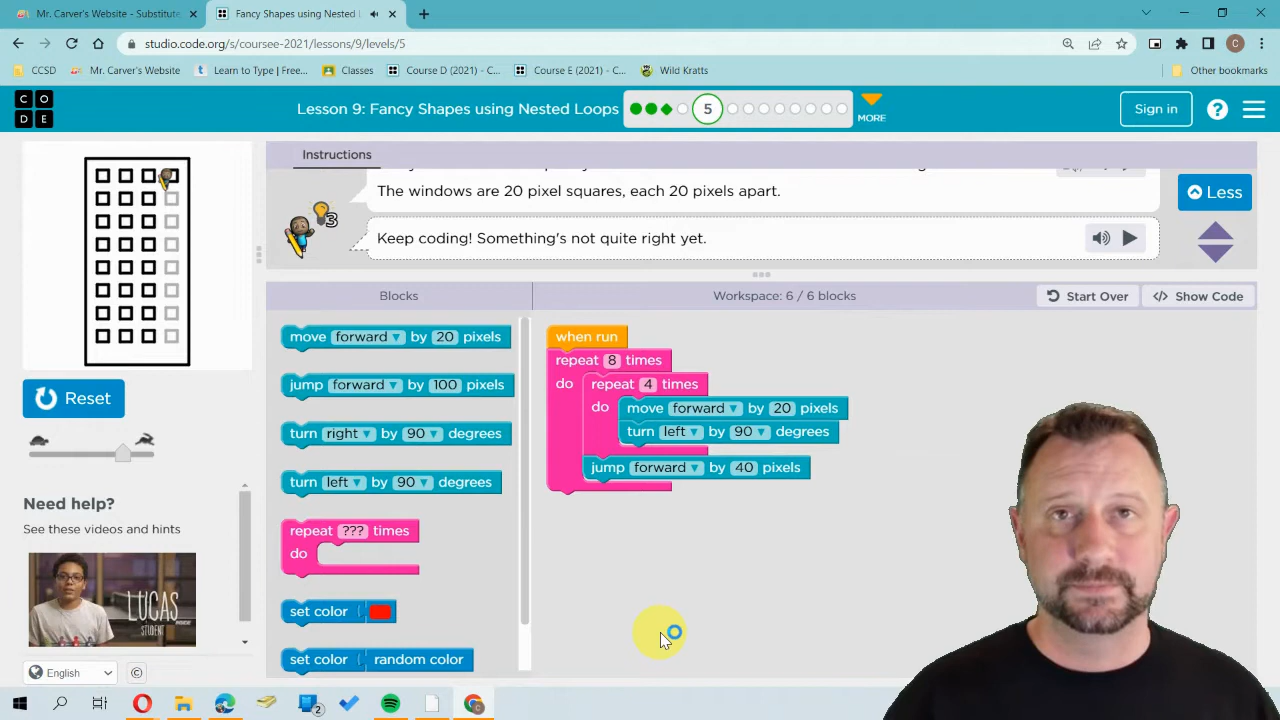 Mr. Carver's Website - Substitute
Fancy Shapes using Nested L
studio.code.org/s/coursee-2021/lessons/9/levels/5
CCSD
Mr. Carver's Website
Learn to Type | Free...
Classes
Course D (2021) - C...
Course E (2021) - C...
Wild Kratts
Other bookmarks
C
C O
D E
Lesson 9: Fancy Shapes using Nested Loops
5
MORE
Sign in
?
Instructions
The windows are 20 pixel squares, each 20 pixels apart.
Less
3
Keep coding! Something's not quite right yet.
Blocks
Workspace: 6 / 6 blocks
Start Over
</> Show Code
Reset
Need help?
See these videos and hints
LUCAS
STUDENT
English
©
move forward by 20 pixels
jump forward by 100 pixels
turn right by 90 degrees
turn left by 90 degrees
repeat ??? times
do
set color
set color random color
when run
repeat 8 times
do repeat 4 times
do move forward by 20 pixels
turn left by 90 degrees
jump forward by 40 pixels
2